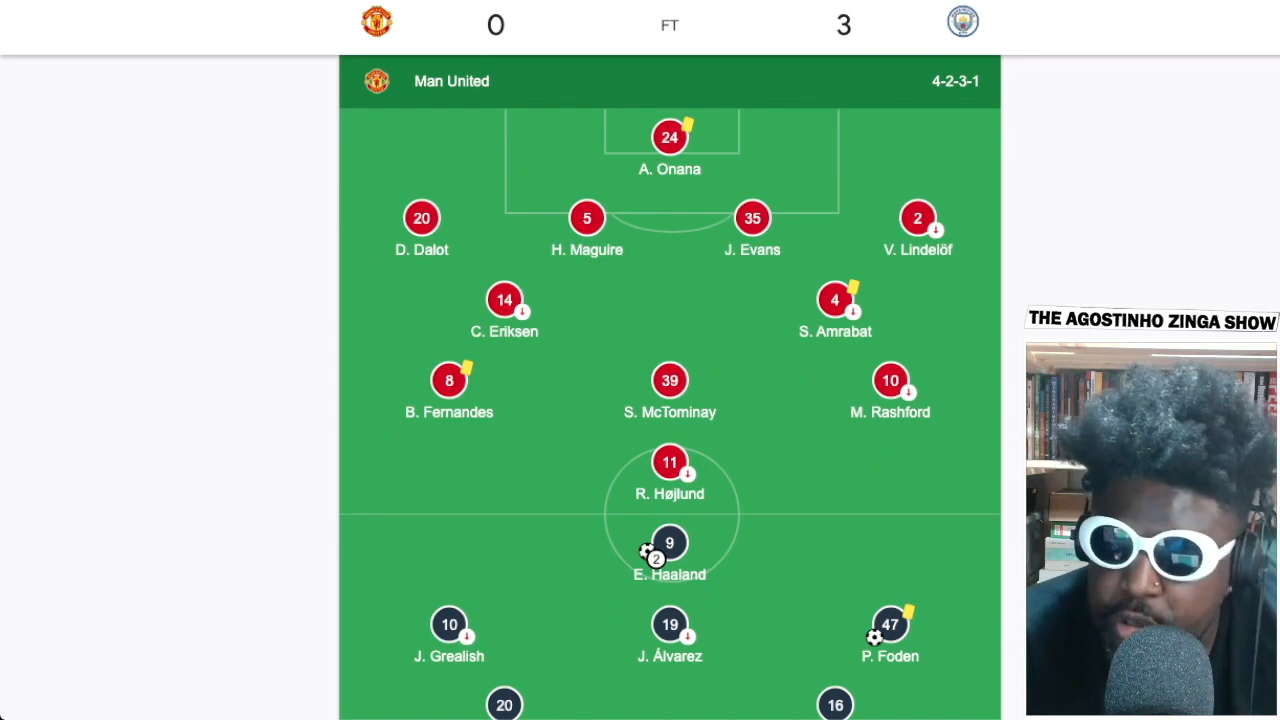 0 FT 3
Man United 4-2-3-1
24
A. Onana
20 5 35 2
D. Dalot H. Maguire J. Evans V. Lindelöf
14 4
C. Eriksen S. Amrabat
8 39 10
B. Fernandes S. McTominay M. Rashford
11
R. Højlund
9
2
E. Haaland
10 19 47
J. Grealish J. Álvarez P. Foden
20 16
THE AGOSTINHO ZINGA SHOW